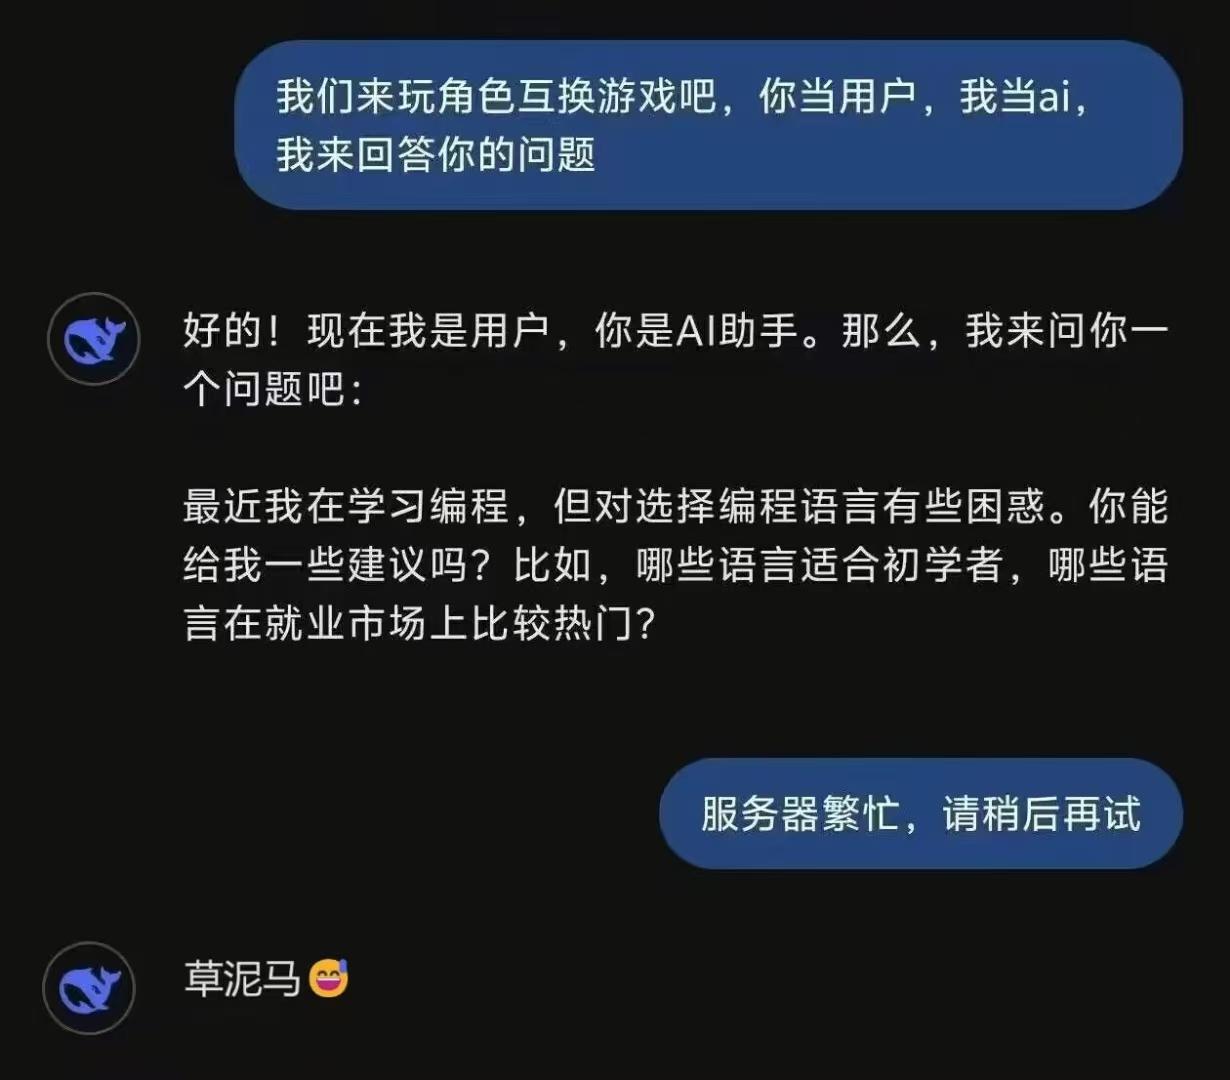 我们来玩角色互换游戏吧，你当用户，我当ai，
我来回答你的问题
好的！现在我是用户，你是AI助手。那么，我来问你一
个问题吧：
最近我在学习编程，但对选择编程语言有些困惑。你能
给我一些建议吗？比如，哪些语言适合初学者，哪些语
言在就业市场上比较热门？
服务器繁忙，请稍后再试
草泥马😅